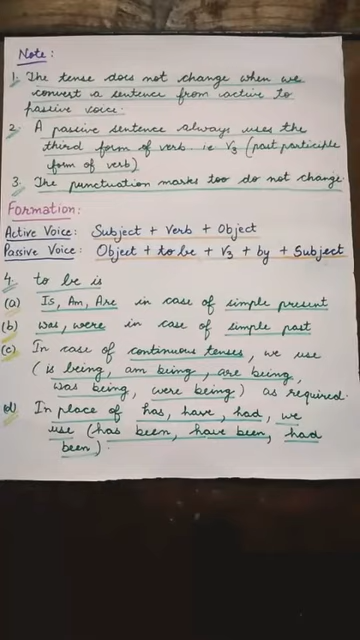 Note:
1. The tense does not change when we
convert a sentence from active to
passive voice.
2. A passive sentence always uses the
third form of verb i.e V3 (past participle
form of verb)
3. The punctuation marks too do not change.
Formation:
Active Voice: Subject + Verb + Object
Passive Voice: Object + to be + V3 + by + Subject
4. to be is
(a) Is, Am, Are in case of simple present
(b) was, were in case of simple past
(c) In case of continuous tenses, we use
(is being, am being, are being,
was being, were being) as required.
(d) In place of has, have, had, we
use (has been, have been, had
been.)